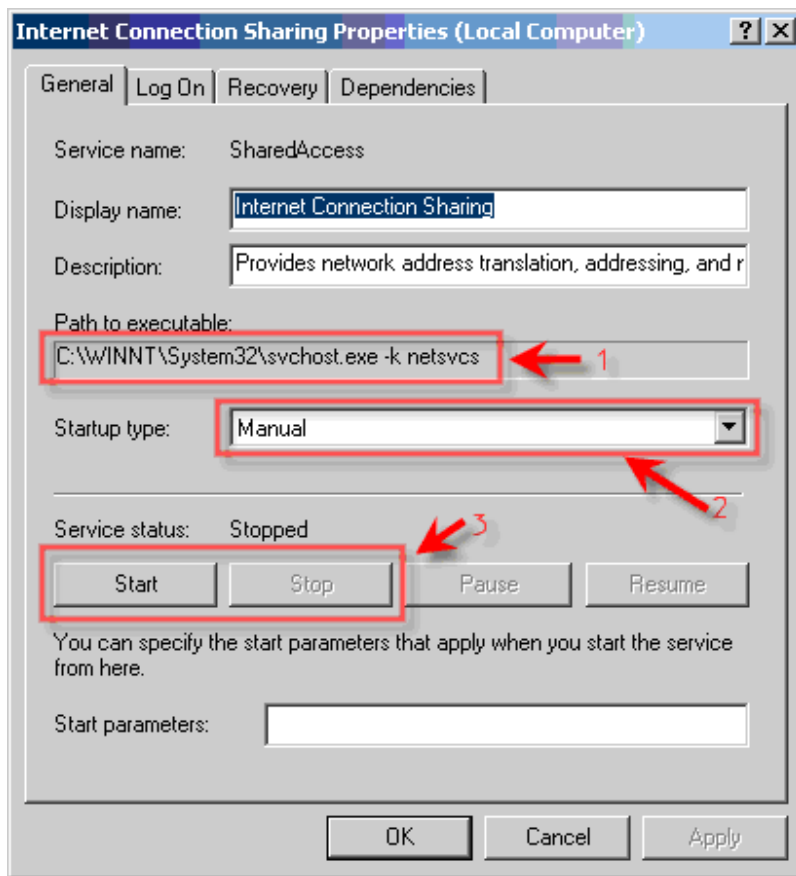 Internet Connection Sharing Properties (Local Computer)
General Log On Recovery Dependencies
Service name: SharedAccess
Display name: Internet Connection Sharing
Description: Provides network address translation, addressing, and r
Path to executable:
C:\WINNT\System32\svchost.exe -k netsvcs 1
Startup type: Manual
2
Service status: Stopped 3
Start Stop Pause Resume
You can specify the start parameters that apply when you start the service
from here.
Start parameters:
OK Cancel Apply